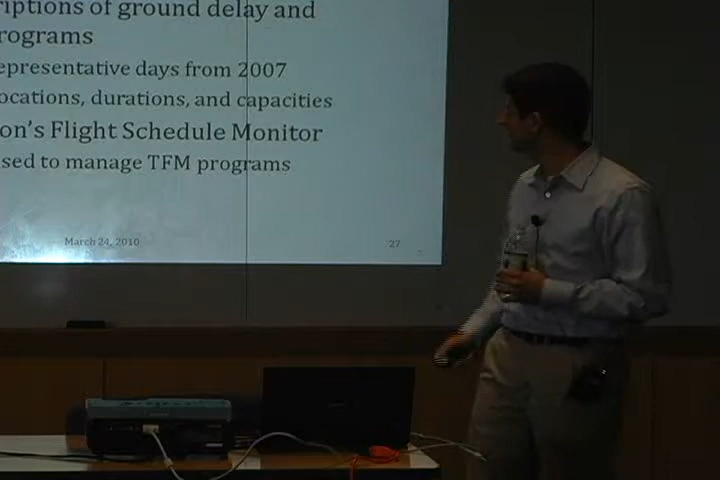 riptions of ground delay and
rograms
epresentative days from 2007
ocations, durations, and capacities
on's Flight Schedule Monitor
sed to manage TFM programs
March 24, 2010
27